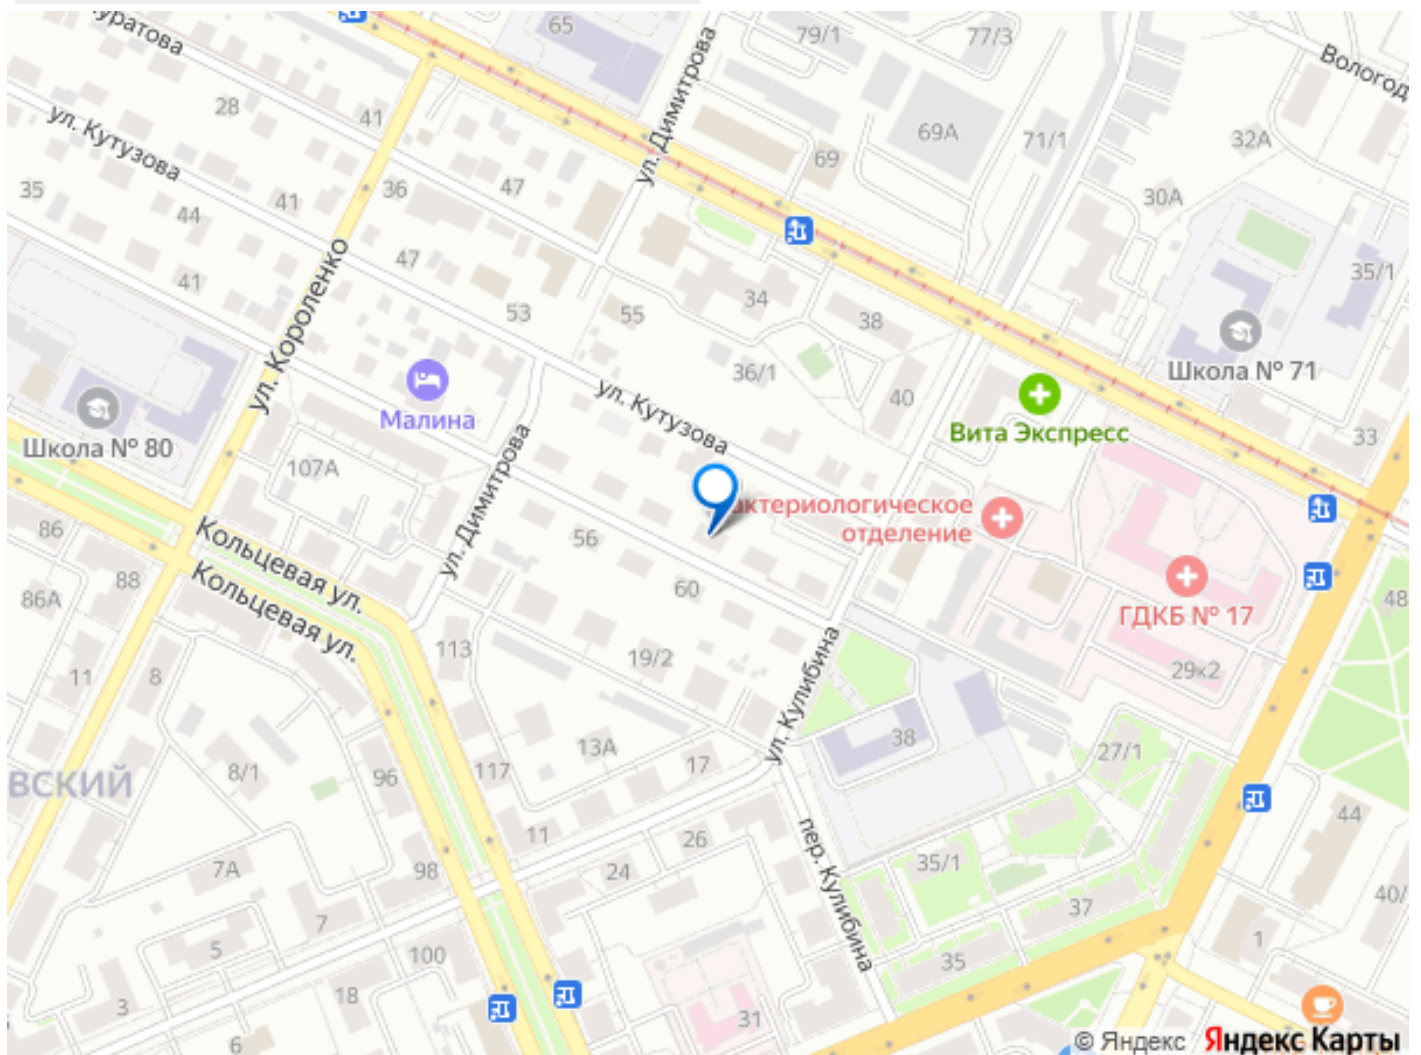 уратова
65
ул. Димитрова
79/1
77/3
Вологод
28
41
ул. Кутузова
69А
71/1
32А
69
35
44
41
36
47
30А
ул. Короленко
47
41
53
55
34
38
35/1
36/1
40
Школа № 71
Малина
ул. Кутузова
Вита Экспресс
33
Школа № 80
107А
ул. Димитрова
актериологическое
отделение
86
Кольцевая ул.
Кольцевая ул.
56
60
88
86А
ГДКБ № 17
48
113
19/2
29к2
11
8
ул. Кулибина
38
27/1
13А
17
117
96
8/1
ВСКИЙ
11
26
пер. Кулибина
44
7А
98
24
35/1
40/
37
7
5
100
35
1
3
18
31
6
© Яндекс Яндекс Карты